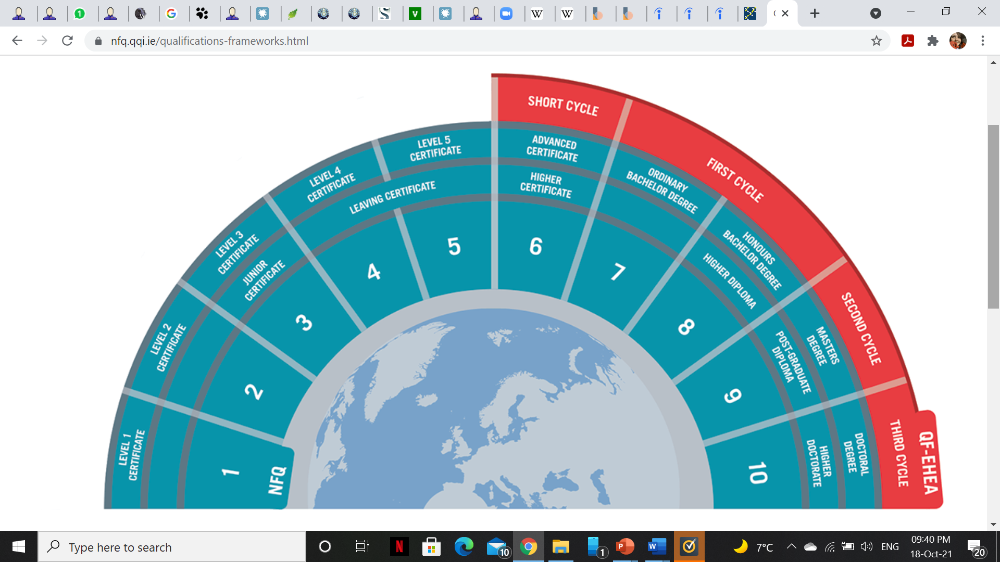 1
G
S
V
W
W
nfq.qqi.ie/qualifications-frameworks.html
SHORT CYCLE
FIRST CYCLE
SECOND CYCLE
THIRD CYCLE
QF-EHEA
LEVEL 1
CERTIFICATE
LEVEL 2
CERTIFICATE
LEVEL 3
CERTIFICATE
LEVEL 4
CERTIFICATE
LEVEL 5
CERTIFICATE
ADVANCED
CERTIFICATE
ORDINARY
BACHELOR DEGREE
HONOURS
BACHELOR DEGREE
MASTERS
DEGREE
DOCTORAL
DEGREE
JUNIOR
CERTIFICATE
LEAVING CERTIFICATE
HIGHER
CERTIFICATE
HIGHER DIPLOMA
POST-GRADUATE
DIPLOMA
HIGHER
DOCTORATE
1
2
3
4
5
6
7
8
9
10
NFQ
Type here to search
N
10
1
P
W
7°C
ENG
09:40 PM
18-Oct-21
20